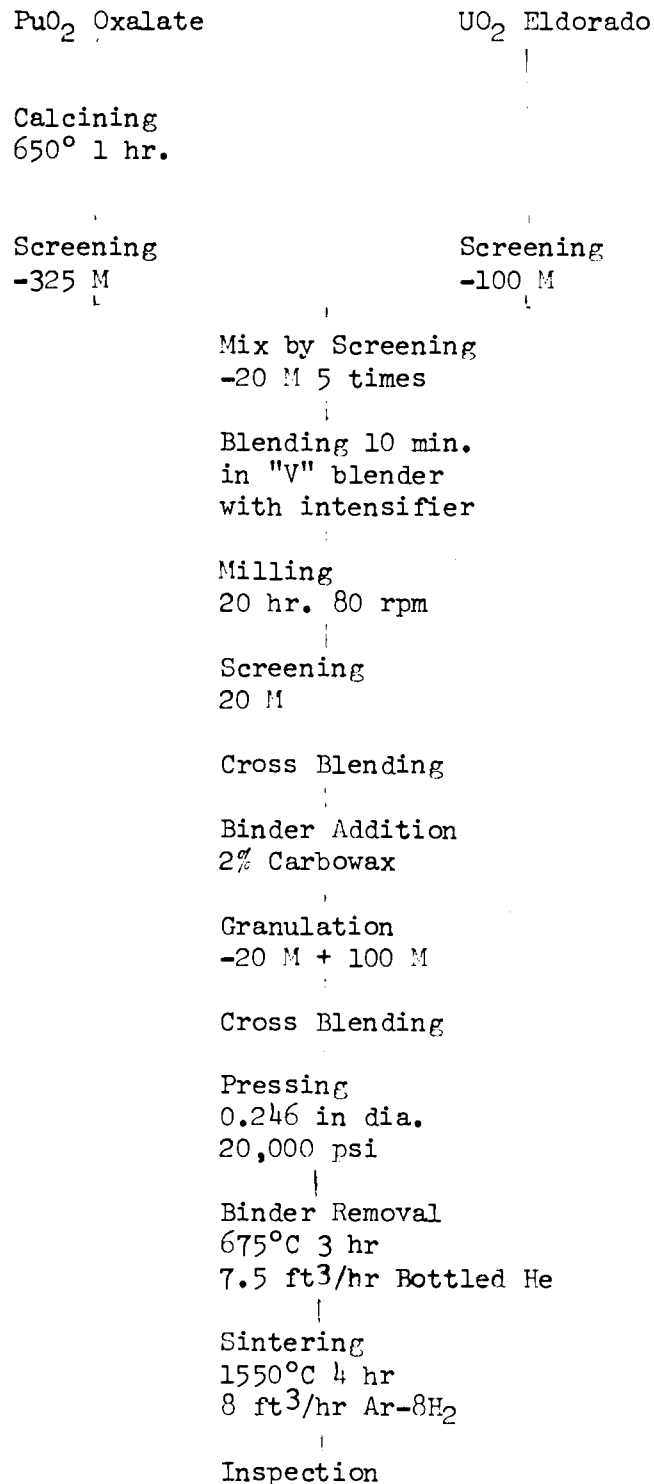 PuO2 Oxalate
UO2 Eldorado
Calcining
650° 1 hr.
Screening
-325 M
Screening
-100 M
Mix by Screening
-20 M 5 times
Blending 10 min.
in "V" blender
with intensifier
Milling
20 hr. 80 rpm
Screening
20 M
Cross Blending
Binder Addition
2% Carbowax
Granulation
-20 M + 100 M
Cross Blending
Pressing
0.246 in dia.
20,000 psi
Binder Removal
675°C 3 hr
7.5 ft3/hr Bottled He
Sintering
1550°C 4 hr
8 ft3/hr Ar-8H2
Inspection